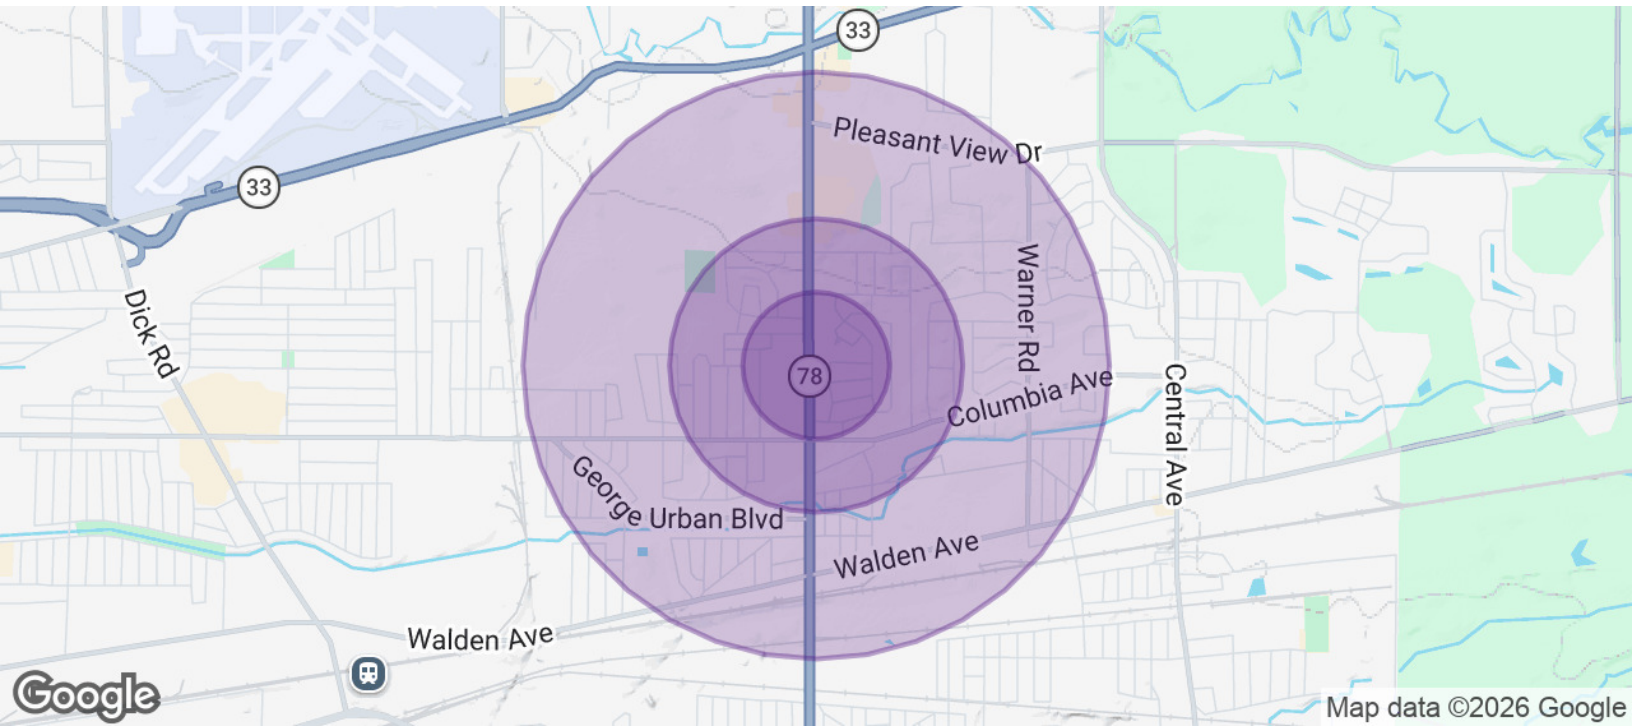 33
Pleasant View Dr
33
Warner Rd
Dick Rd
78
Columbia Ave
Central Ave
George Urban Blvd
Walden Ave
Walden Ave
Google
Map data ©2026 Google